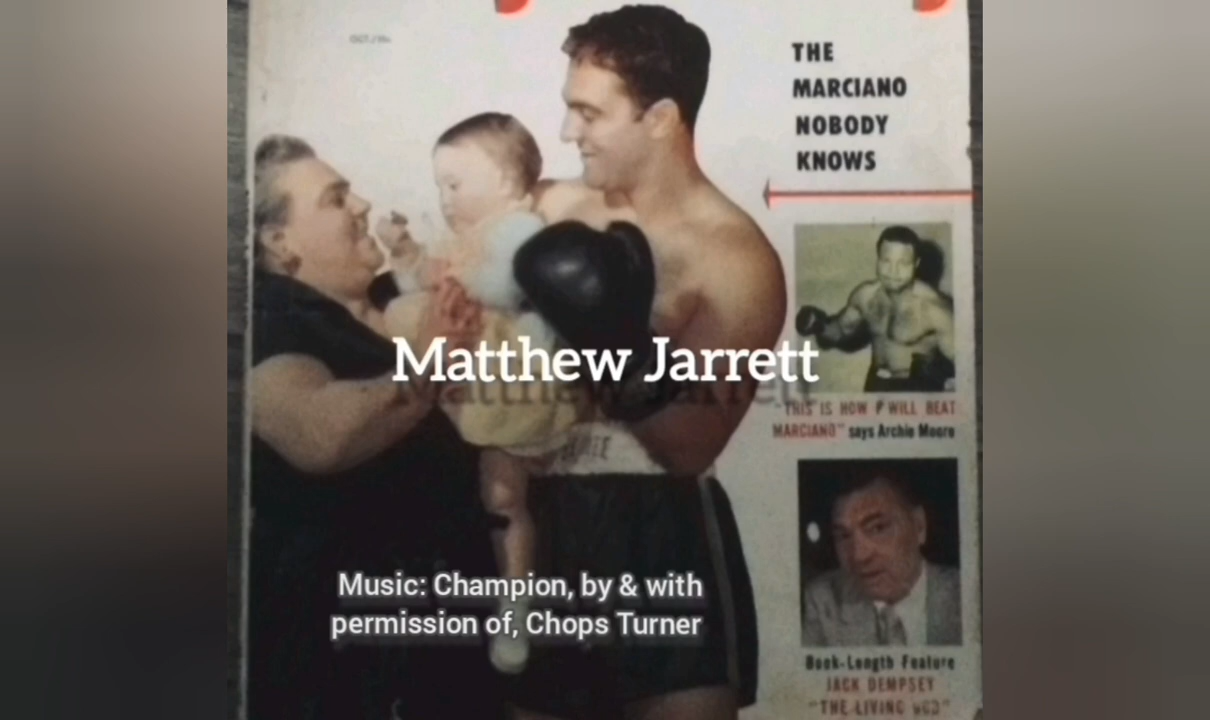 THE
MARCIANO
NOBODY
KNOWS
Matthew Jarrett
"THIS IS HOW I WILL BEAT
MARCIANO" says Archie Moore
Music: Champion, by & with
permission of, Chops Turner
Book-Length Feature
JACK DEMPSEY
"THE LIVING GOD"